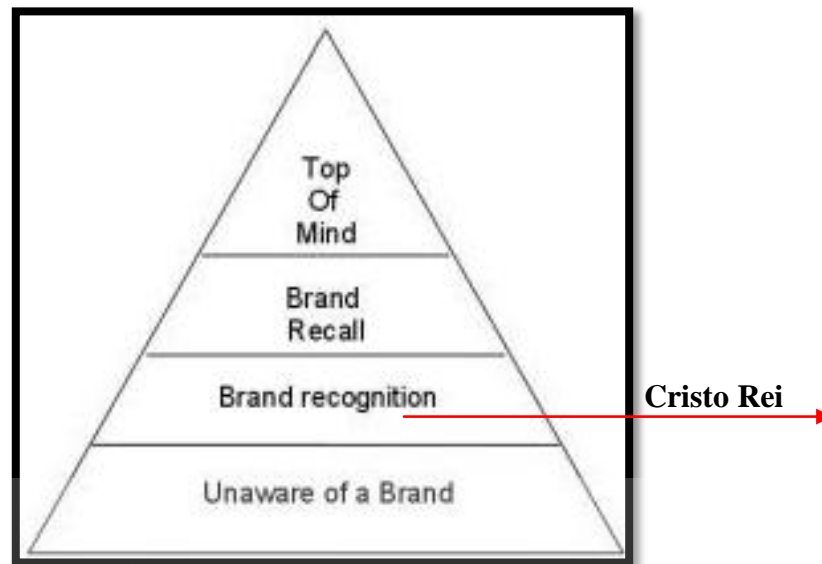 Top
Of
Mind
Brand
Recall
Brand recognition
Cristo Rei
Unaware of a Brand